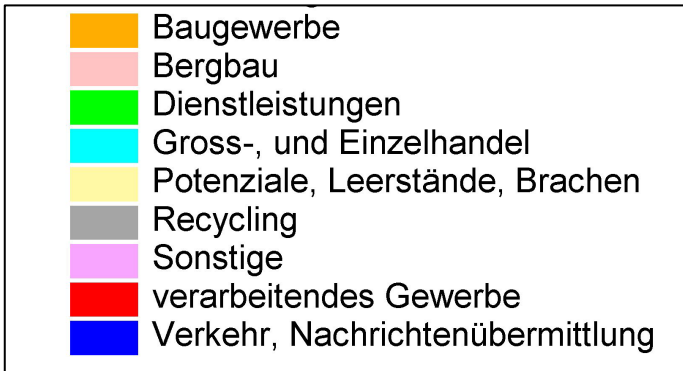 Baugewerbe
Bergbau
Dienstleistungen
Gross-, und Einzelhandel
Potenziale, Leerstände, Brachen
Recycling
Sonstige
verarbeitendes Gewerbe
Verkehr, Nachrichtenübermittlung